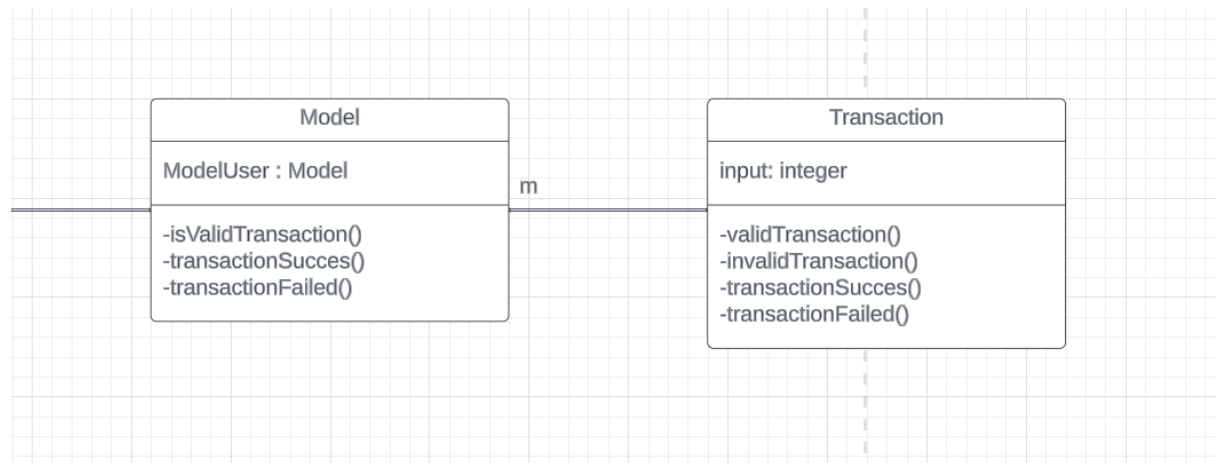 Model
ModelUser : Model
-isValidTransaction()
-transactionSucces()
-transactionFailed()
m
Transaction
input: integer
-validTransaction()
-invalidTransaction()
-transactionSucces()
-transactionFailed()